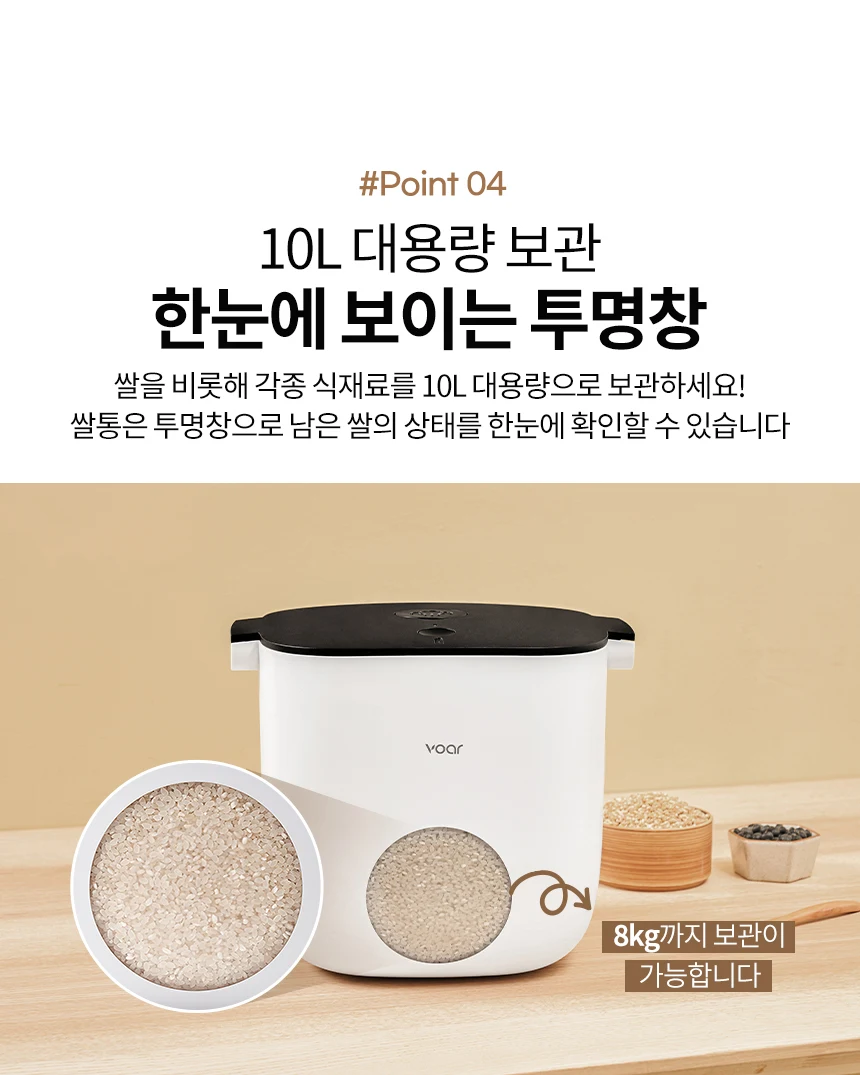 #Point 04
10L 대용량 보관
한눈에 보이는 투명창
쌀을 비롯해 각종 식재료를 10L 대용량으로 보관하세요!
쌀통은 투명창으로 남은 쌀의 상태를 한눈에 확인할 수 있습니다
voar
8kg까지 보관이
가능합니다